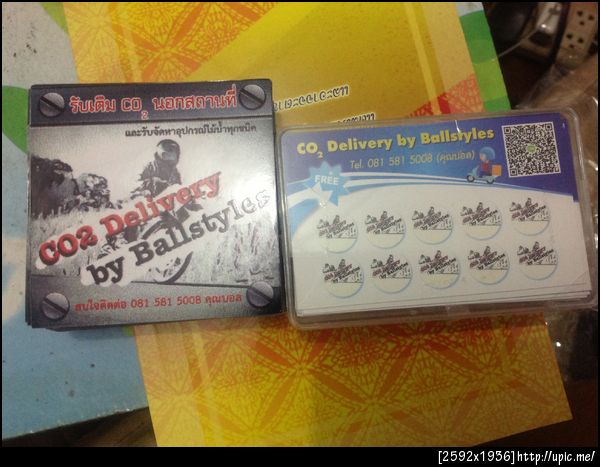 รับเติม CO2 นอกสถานที่
และรับจัดหาอุปกรณ์ไม้น้ำทุกชนิด
CO2 Delivery
by Ballstyles
สนใจติดต่อ 081 581 5008 คุณบอล
CO2 Delivery by Ballstyles
Tel. 081 581 5008 (คุณบอล)
FREE
[2592x1936]http://upic.me/